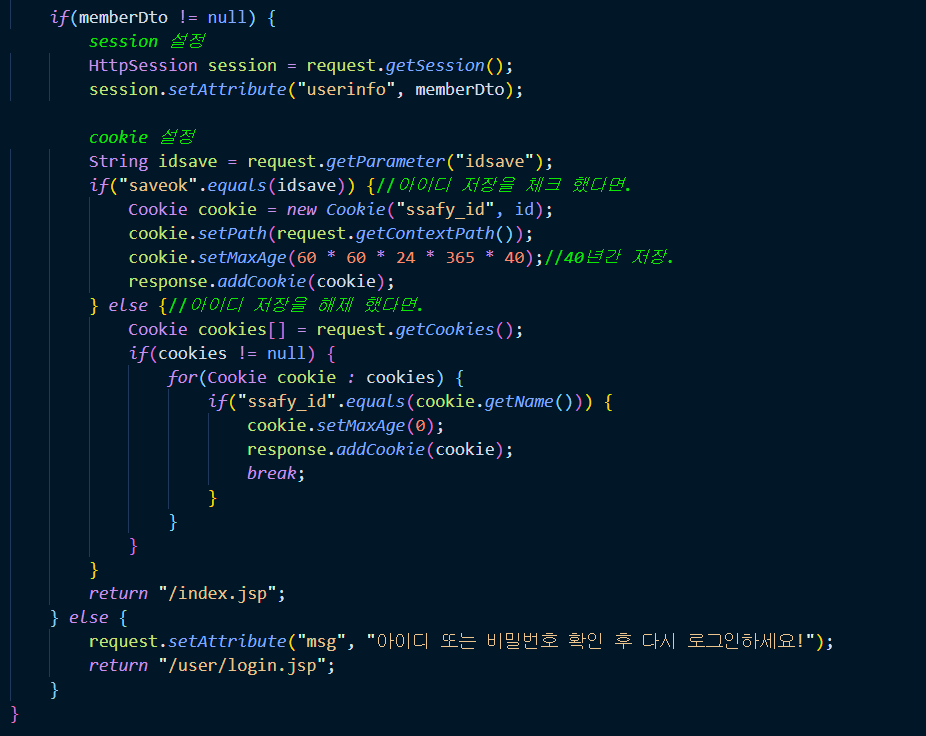 if(memberDto != null) {
session 설정
HttpSession session = request.getSession();
session.setAttribute("userinfo", memberDto);
cookie 설정
String idsave = request.getParameter("idsave");
if("saveok".equals(idsave)) {//아이디 저장을 체크 했다면.
Cookie cookie = new Cookie("ssafy_id", id);
cookie.setPath(request.getContextPath());
cookie.setMaxAge(60 * 60 * 24 * 365 * 40);//40년간 저장.
response.addCookie(cookie);
} else {//아이디 저장을 해제 했다면.
Cookie cookies[] = request.getCookies();
if(cookies != null) {
for(Cookie cookie : cookies) {
if("ssafy_id".equals(cookie.getName())) {
cookie.setMaxAge(0);
response.addCookie(cookie);
break;
}
}
}
}
return "/index.jsp";
} else {
request.setAttribute("msg", "아이디 또는 비밀번호 확인 후 다시 로그인하세요!");
return "/user/login.jsp";
}
}